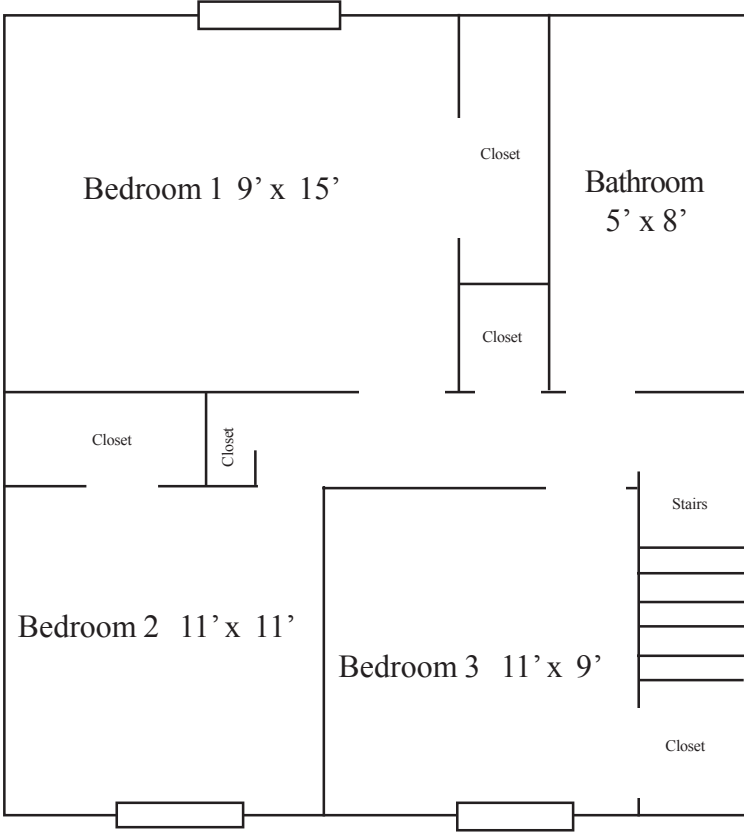 Closet
Bedroom 1 9’ x 15’
Bathroom
5’ x 8’
Closet
Closet
Closet
Stairs
Bedroom 2 11’ x 11’
Bedroom 3 11’ x 9’
Closet